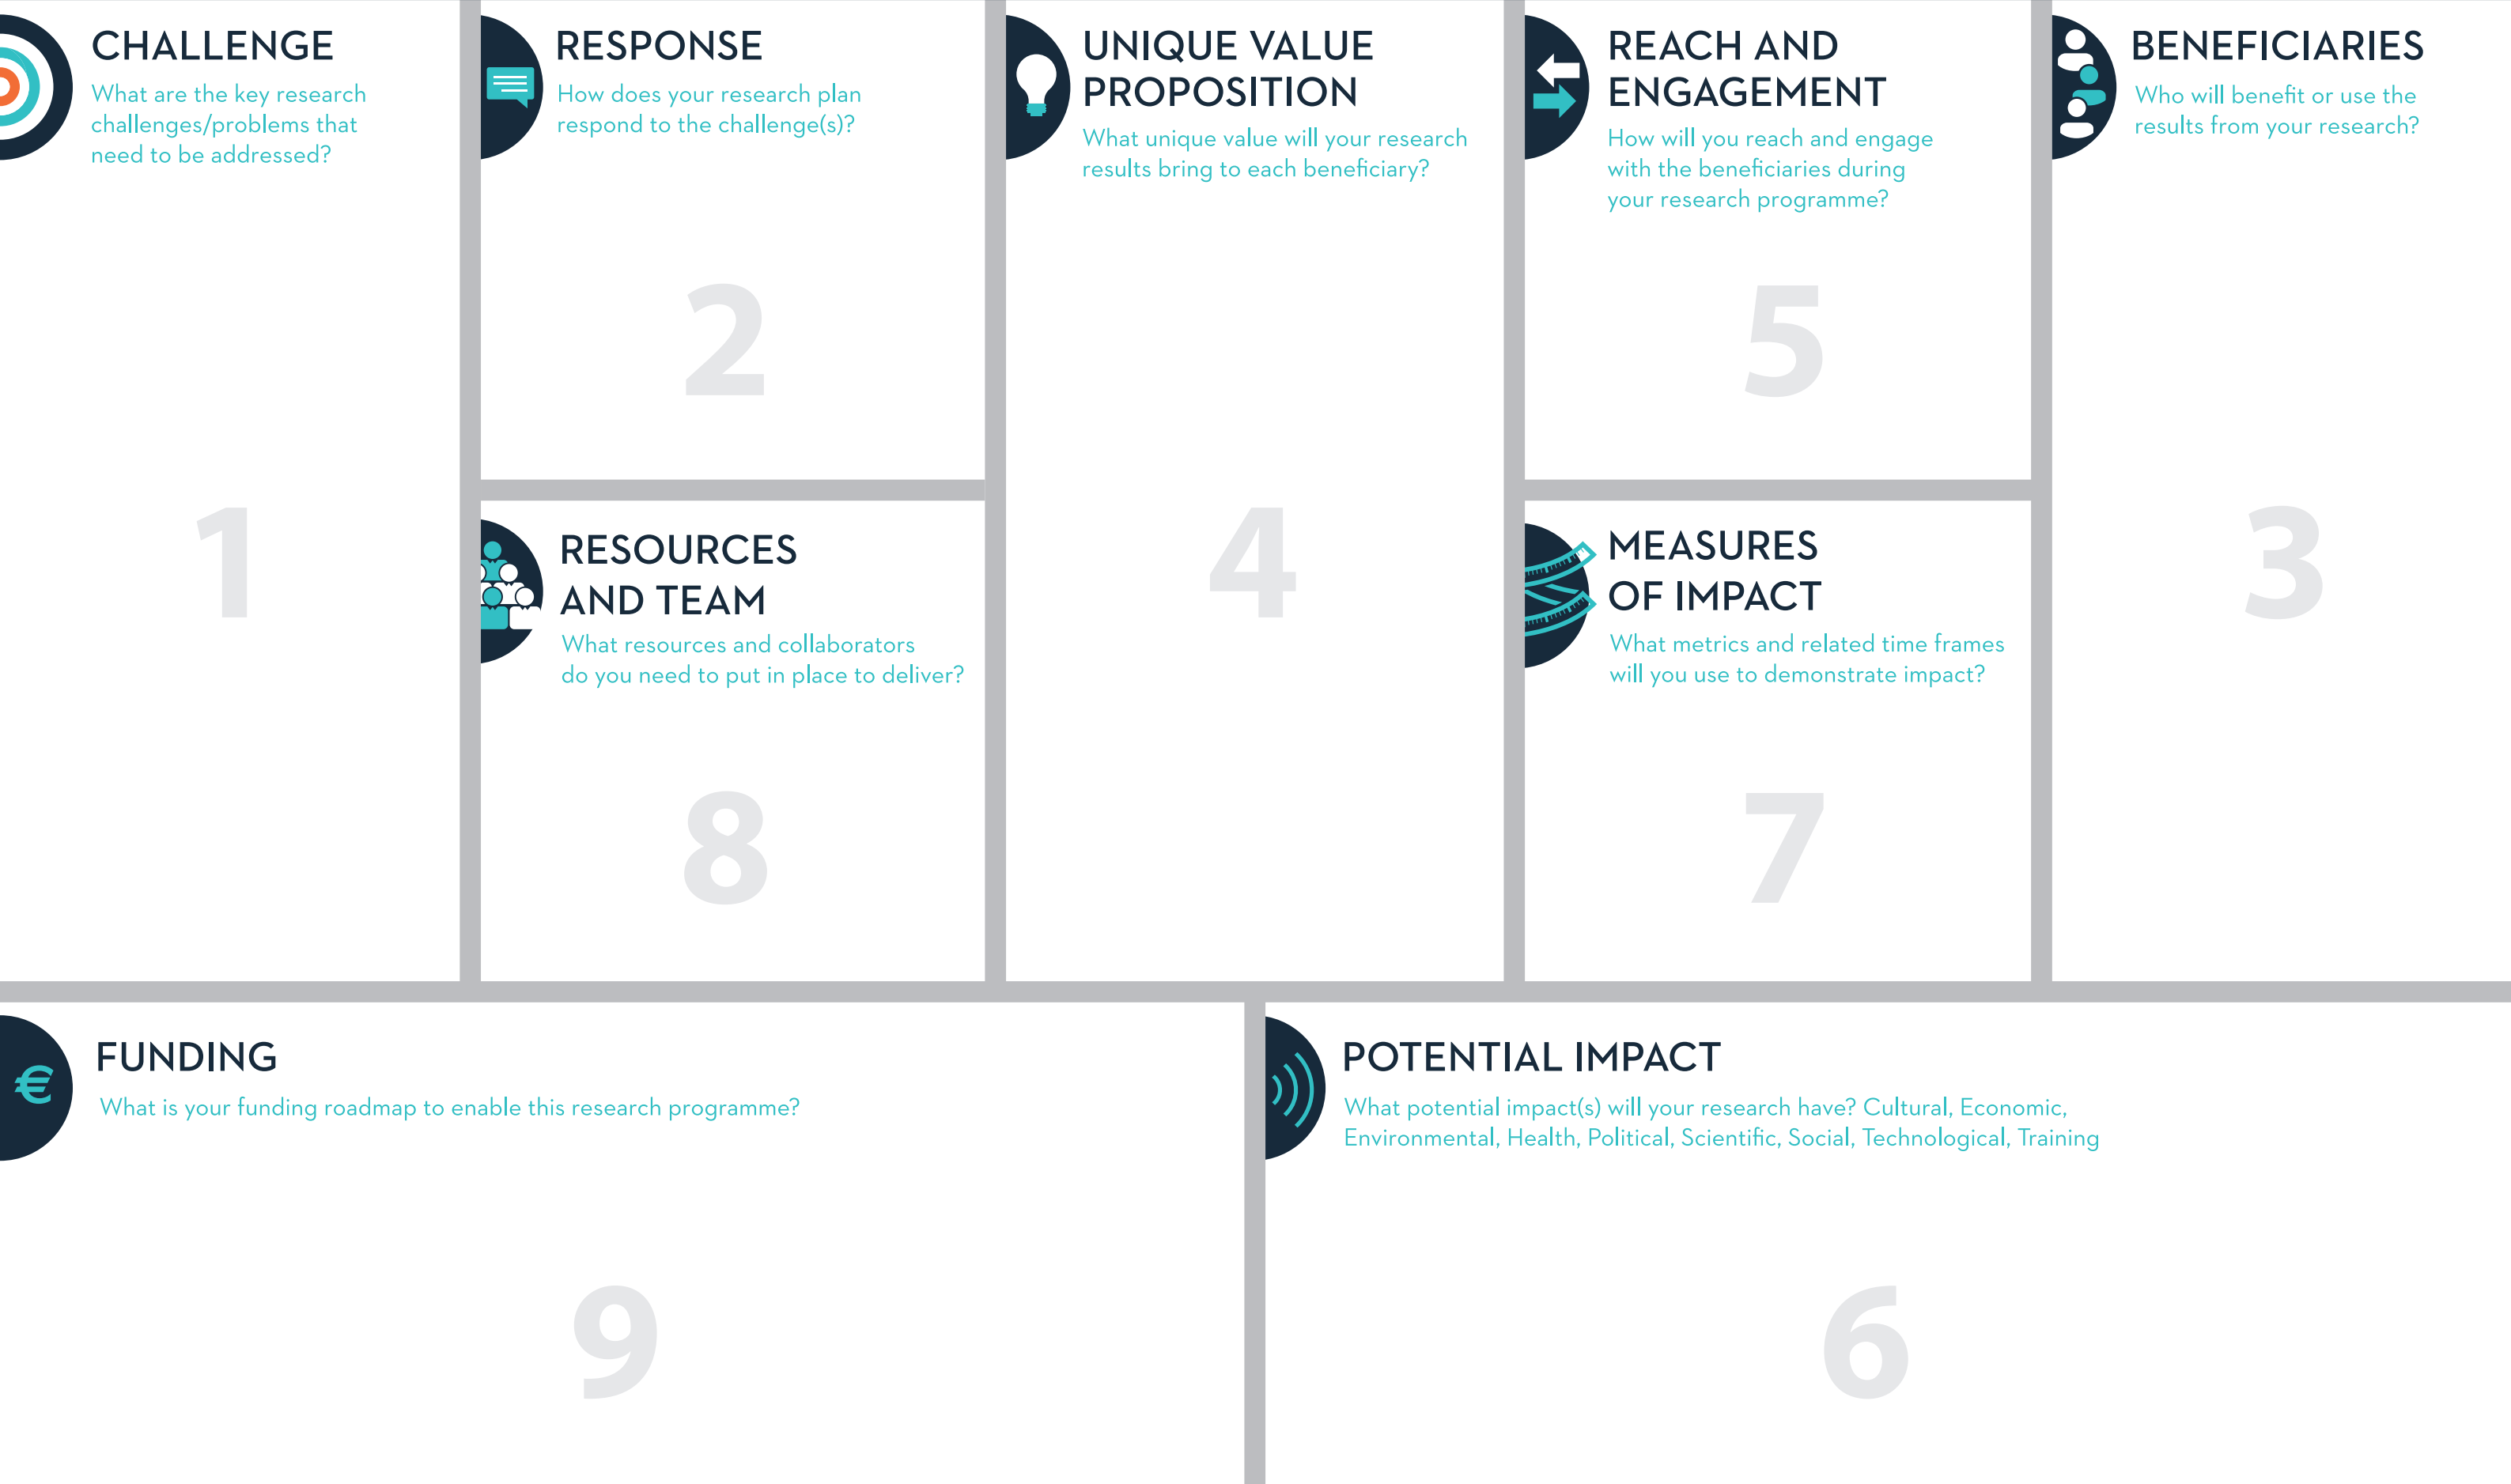 CHALLENGE
What are the key research
challenges/problems that
need to be addressed?
1
RESPONSE
How does your research plan
respond to the challenge(s)?
2
RESOURCES
AND TEAM
What resources and collaborators
do you need to put in place to deliver?
8
UNIQUE VALUE
PROPOSITION
What unique value will your research
results bring to each beneficiary?
4
REACH AND
ENGAGEMENT
How will you reach and engage
with the beneficiaries during
your research programme?
5
MEASURES
OF IMPACT
What metrics and related time frames
will you use to demonstrate impact?
7
BENEFICIARIES
Who will benefit or use the
results from your research?
3
€
FUNDING
What is your funding roadmap to enable this research programme?
9
POTENTIAL IMPACT
What potential impact(s) will your research have? Cultural, Economic,
Environmental, Health, Political, Scientific, Social, Technological, Training
6